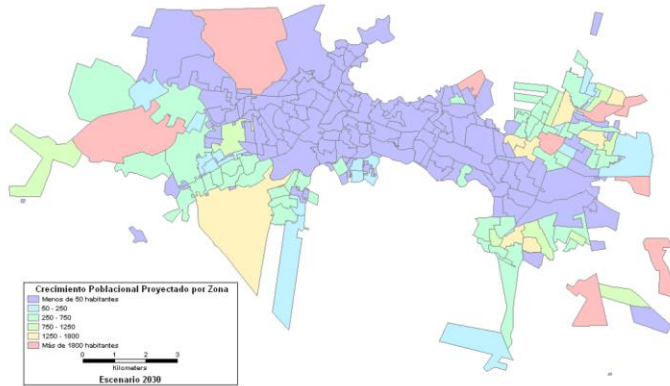 Crecimiento Poblacional Proyectado por Zona
Menos de 50 habitantes
50 - 250
250 - 750
750 - 1250
1250 - 1800
Más de 1800 habitantes
0 1 2 3
Kilometers
Escenario 2030